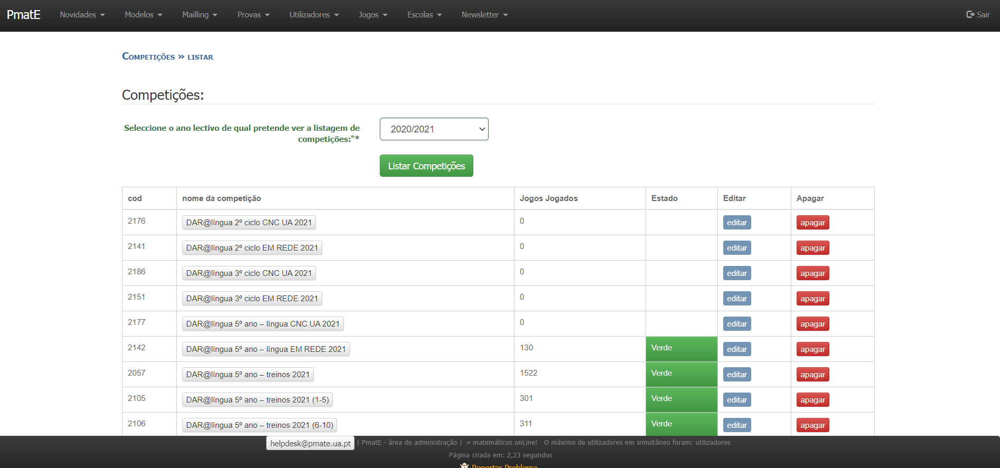 PmatE Novidades Modelos Mailling Provas Utilizadores Jogos Escolas Newsletter Sair
Competições » listar
Competições:
Seleccione o ano lectivo de qual pretende ver a listagem de
competições:"*
2020/2021
Listar Competições
cod nome da competição Jogos Jogados Estado Editar Apagar
2176 DAR@língua 2º ciclo CNC UA 2021 0 editar apagar
2141 DAR@língua 2º ciclo EM REDE 2021 0 editar apagar
2186 DAR@língua 3º ciclo CNC UA 2021 0 editar apagar
2151 DAR@língua 3º ciclo EM REDE 2021 0 editar apagar
2177 DAR@língua 5º ano – língua CNC UA 2021 0 editar apagar
2142 DAR@língua 5º ano – língua EM REDE 2021 130 Verde editar apagar
2057 DAR@língua 5º ano – treinos 2021 1522 Verde editar apagar
2105 DAR@língua 5º ano – treinos 2021 (1-5) 301 Verde editar apagar
2106 DAR@língua 5º ano – treinos 2021 (6-10) 311 Verde editar apagar
helpdesk@pmate.ua.pt | PmatE - área de administração | » matemáticos onLine! O máximo de utilizadores em simultâneo foram: utilizadores
Página criada em: 2,23 segundos
Reportar Problema